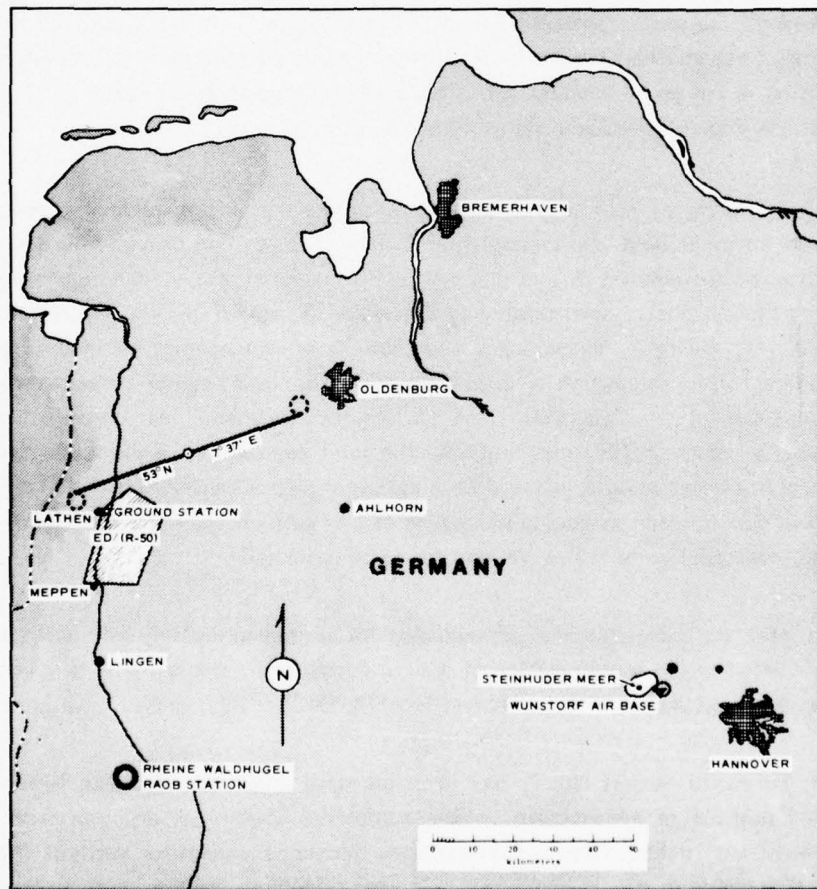 BREMERHAVEN
OLDENBURG
53°N 7°37' E
LATHEN
GROUND STATION
ED/(R-50)
AHLHORN
GERMANY
MEPPEN
LINGEN
N
STEINHUDER MEER
WUNSTORF AIR BASE
HANNOVER
RHEINE WALDHUGEL
RAOB STATION
0 10 20 30 40 50
kilometers